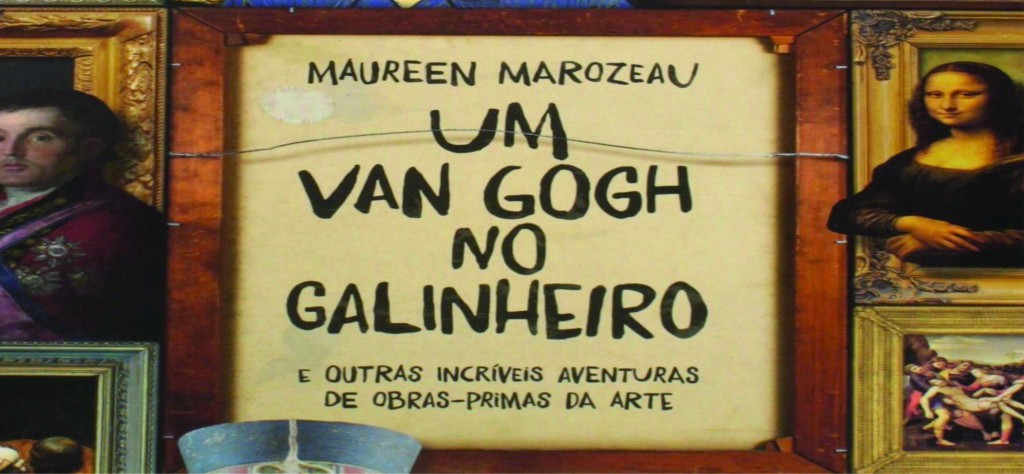 MAUREEN MAROZEAU
UM
VAN GOGH
NO
GALINHEIRO
E OUTRAS INCRÍVEIS AVENTURAS
DE OBRAS-PRIMAS DA ARTE